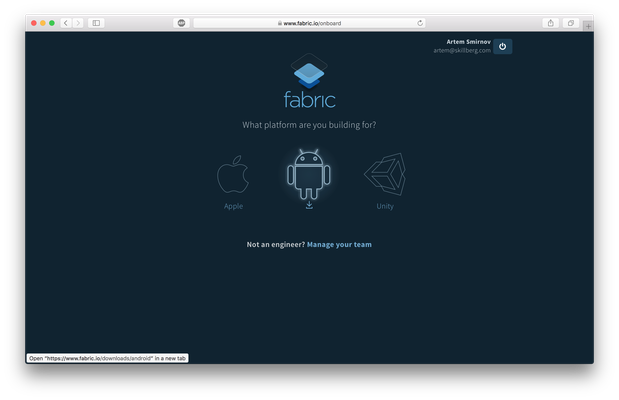 www.fabric.io/onboard
Artem Smirnov
artem@skillberg.com
fabric
What platform are you building for?
Apple
Unity
Not an engineer? Manage your team
Open "https://www.fabric.io/downloads/android" in a new tab